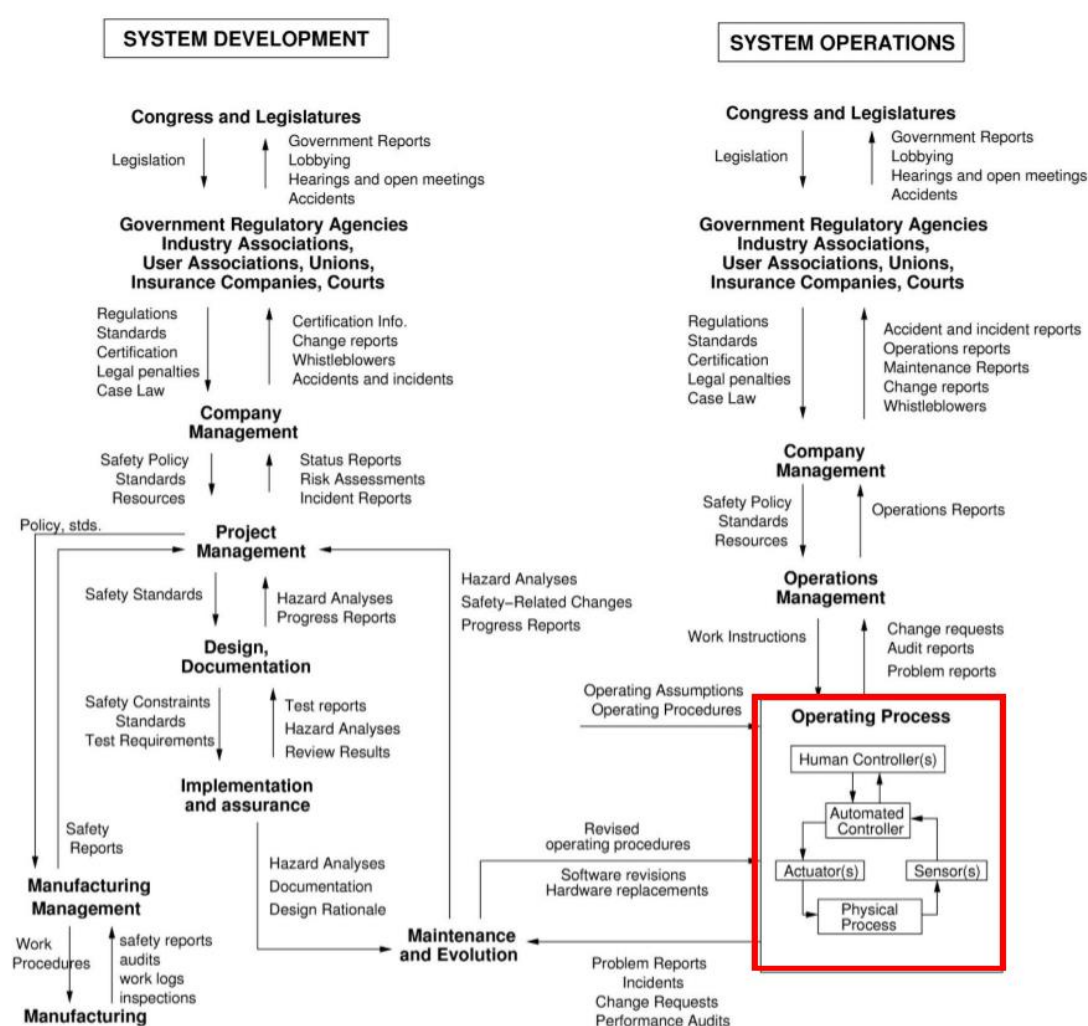 SYSTEM DEVELOPMENT
Congress and Legislatures
Legislation
Government Reports
Lobbying
Hearings and open meetings
Accidents
Government Regulatory Agencies
Industry Associations,
User Associations, Unions,
Insurance Companies, Courts
Regulations
Standards
Certification
Legal penalties
Case Law
Certification Info.
Change reports
Whistleblowers
Accidents and incidents
Company
Management
Safety Policy
Standards
Resources
Status Reports
Risk Assessments
Incident Reports
Policy, stds.
Project
Management
Safety Standards
Hazard Analyses
Progress Reports
Hazard Analyses
Safety–Related Changes
Progress Reports
Design,
Documentation
Safety Constraints
Standards
Test Requirements
Test reports
Hazard Analyses
Review Results
Implementation
and assurance
Safety
Reports
Hazard Analyses
Documentation
Design Rationale
Manufacturing
Management
Work
Procedures
safety reports
audits
work logs
inspections
Manufacturing
Maintenance
and Evolution
SYSTEM OPERATIONS
Congress and Legislatures
Legislation
Government Reports
Lobbying
Hearings and open meetings
Accidents
Government Regulatory Agencies
Industry Associations,
User Associations, Unions,
Insurance Companies, Courts
Regulations
Standards
Certification
Legal penalties
Case Law
Accident and incident reports
Operations reports
Maintenance Reports
Change reports
Whistleblowers
Company
Management
Safety Policy
Standards
Resources
Operations Reports
Operations
Management
Work Instructions
Change requests
Audit reports
Problem reports
Operating Assumptions
Operating Procedures
Operating Process
Human Controller(s)
Automated
Controller
Actuator(s)
Sensor(s)
Physical
Process
Revised
operating procedures
Software revisions
Hardware replacements
Problem Reports
Incidents
Change Requests
Performance Audits